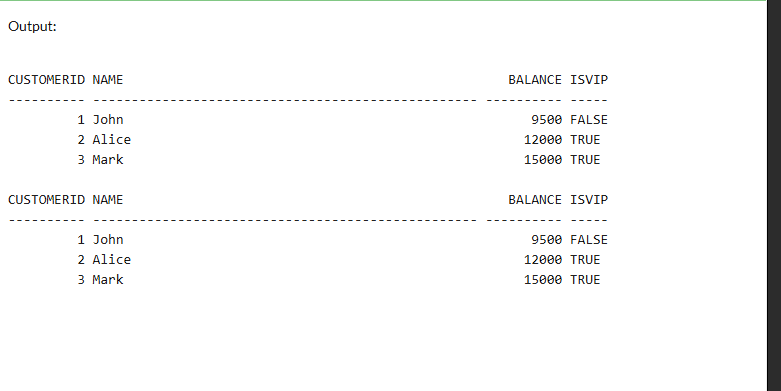 Output:
CUSTOMERID NAME                                               BALANCE ISVIP
---------- -------------------------------------------------- ---------- -----
         1 John                                                     9500 FALSE
         2 Alice                                                   12000 TRUE
         3 Mark                                                    15000 TRUE
CUSTOMERID NAME                                               BALANCE ISVIP
---------- -------------------------------------------------- ---------- -----
         1 John                                                     9500 FALSE
         2 Alice                                                   12000 TRUE
         3 Mark                                                    15000 TRUE